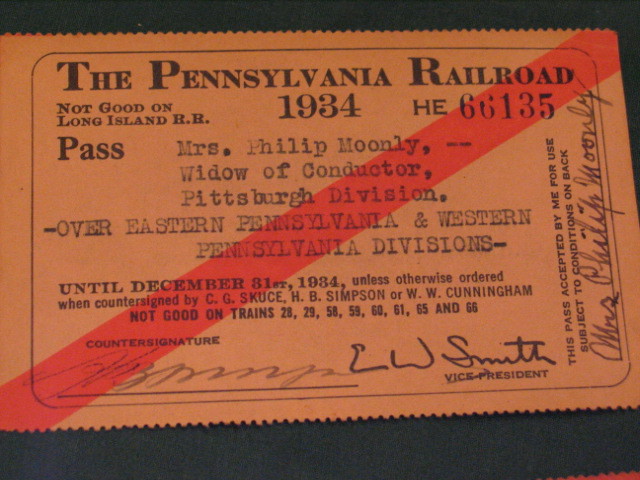 THE PENNSYLVANIA RAILROAD
NOT GOOD ON
LONG ISLAND R.R.
1934
HE 66135
Pass
Mrs. Philip Moonly, --
Widow of Conductor,
Pittsburgh Division.
-OVER EASTERN PENNSYLVANIA & WESTERN
PENNSYLVANIA DIVISIONS-
UNTIL DECEMBER 31ST, 1934, unless otherwise ordered
when countersigned by C. G. SKUCE, H. B. SIMPSON or W. W. CUNNINGHAM
NOT GOOD ON TRAINS 28, 29, 58, 59, 60, 61, 65 AND 66
COUNTERSIGNATURE
E W Smith
VICE-PRESIDENT
THIS PASS ACCEPTED BY ME FOR USE
SUBJECT TO CONDITIONS ON BACK
Mrs Philip Moonly